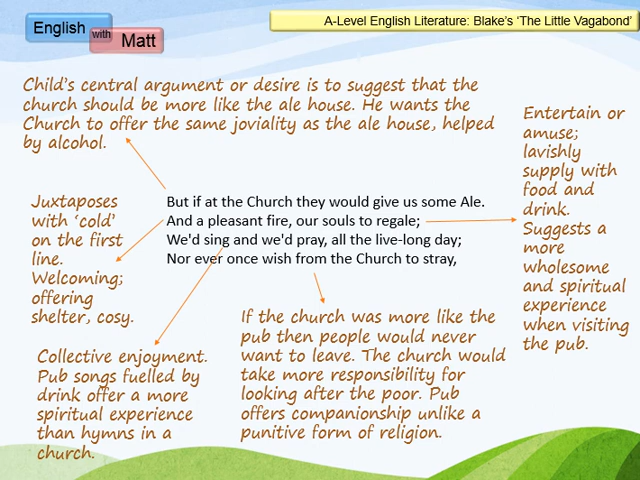 English
with
Matt
A-Level English Literature: Blake's 'The Little Vagabond'
Child's central argument or desire is to suggest that the
church should be more like the ale house. He wants the
Church to offer the same joviality as the ale house, helped
by alcohol.
Entertain or
amuse;
lavishly
supply with
food and
drink.
Suggests a
more
wholesome
and spiritual
experience
when visiting
the pub.
Juxtaposes
with 'cold'
on the first
line.
Welcoming;
offering
shelter, cosy.
But if at the Church they would give us some Ale.
And a pleasant fire, our souls to regale;
We'd sing and we'd pray, all the live-long day;
Nor ever once wish from the Church to stray,
Collective enjoyment.
Pub songs fuelled by
drink offer a more
spiritual experience
than hymns in a
church.
If the church was more like the
pub then people would never
want to leave. The church would
take more responsibility for
looking after the poor. Pub
offers companionship unlike a
punitive form of religion.